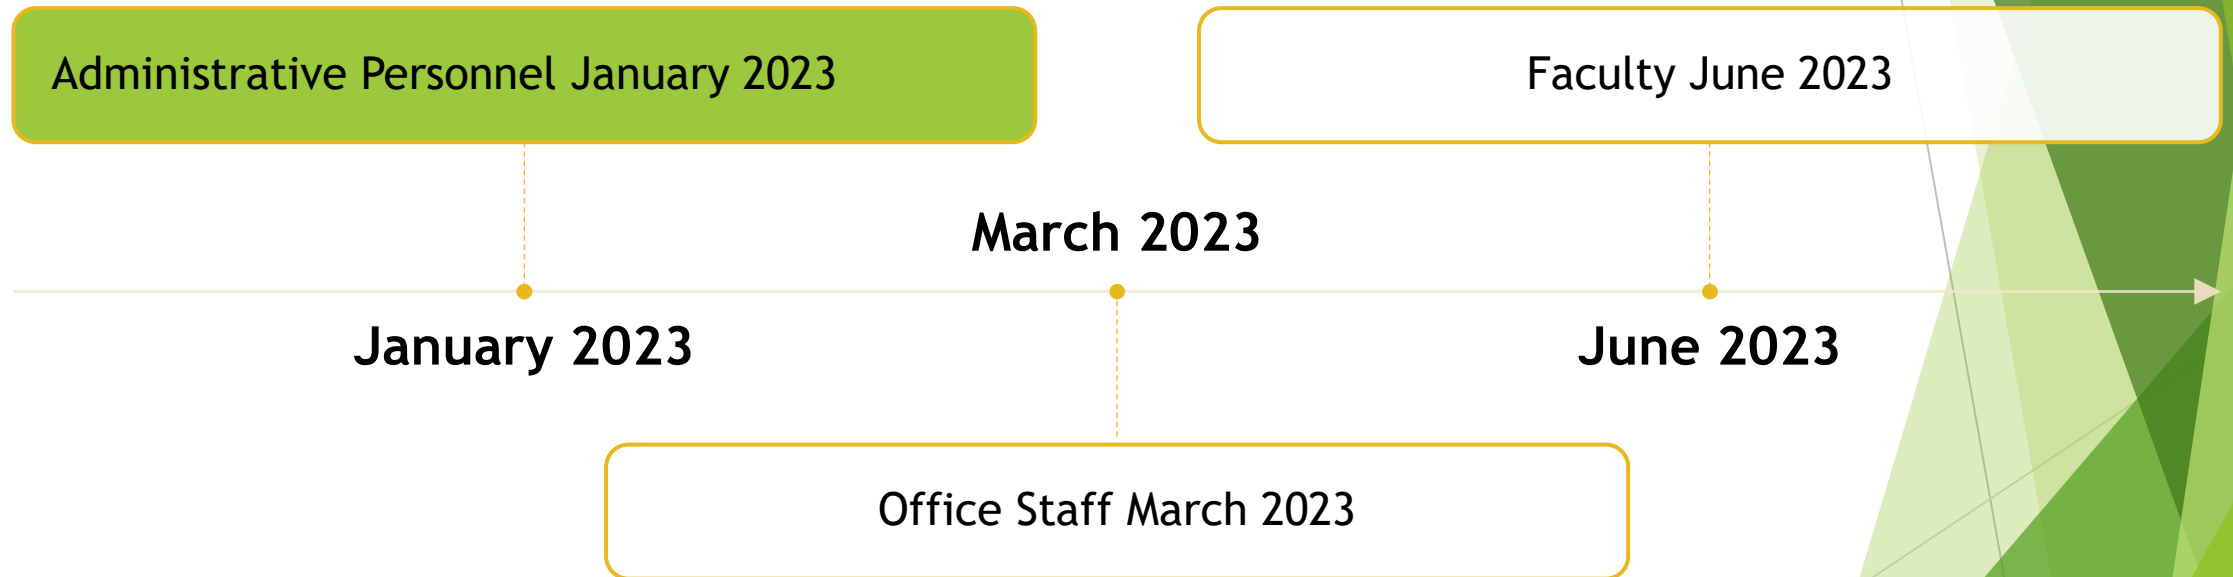 Administrative Personnel January 2023
Faculty June 2023
March 2023
January 2023
June 2023
Office Staff March 2023